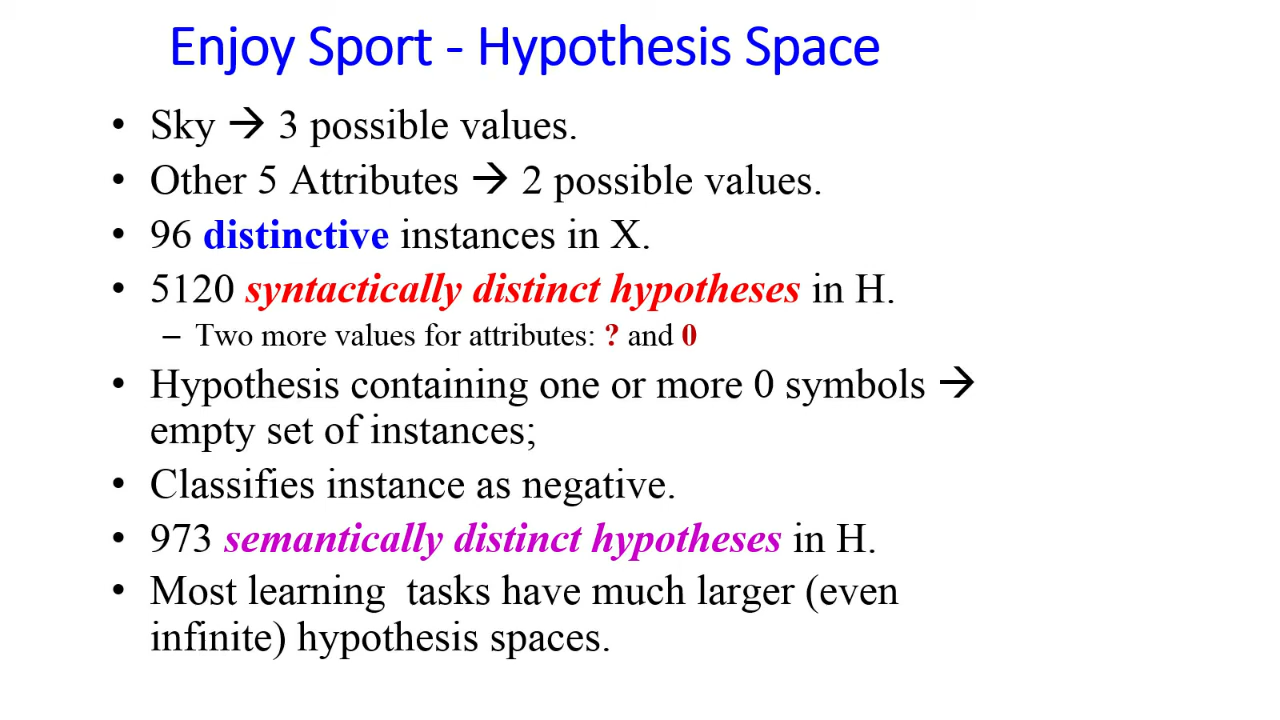 Enjoy Sport - Hypothesis Space
• Sky → 3 possible values.
• Other 5 Attributes → 2 possible values.
• 96 distinctive instances in X.
• 5120 syntactically distinct hypotheses in H.
– Two more values for attributes: ? and 0
• Hypothesis containing one or more 0 symbols →
empty set of instances;
• Classifies instance as negative.
• 973 semantically distinct hypotheses in H.
• Most learning tasks have much larger (even
infinite) hypothesis spaces.